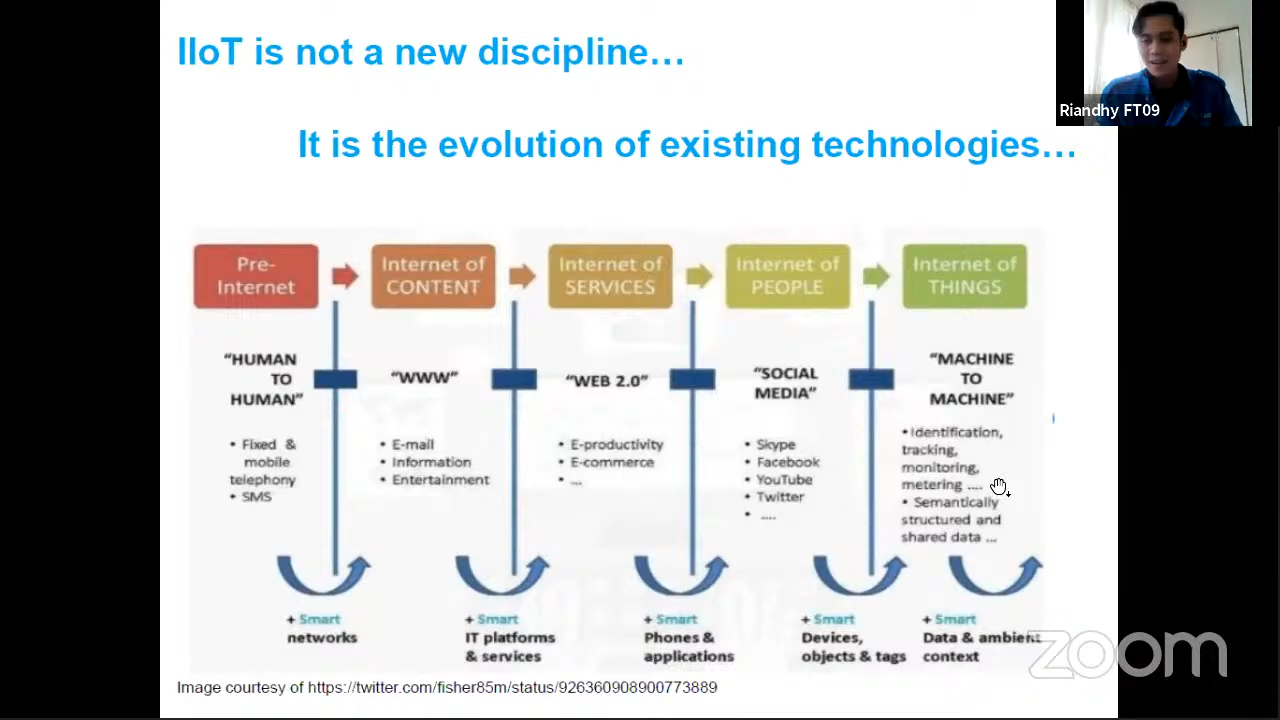 IIoT is not a new discipline…
Riandhy FT09
It is the evolution of existing technologies…
Pre-
Internet
Internet of
CONTENT
Internet of
SERVICES
Internet of
PEOPLE
Internet of
THINGS
“HUMAN
TO
HUMAN”
“WWW”
“WEB 2.0”
“SOCIAL
MEDIA”
“MACHINE
TO
MACHINE”
• Fixed &
mobile
telephony
• SMS
• E-mail
• Information
• Entertainment
• E-productivity
• E-commerce
• ...
• Skype
• Facebook
• YouTube
• Twitter
• ....
• Identification,
tracking,
monitoring,
metering ....
• Semantically
structured and
shared data ...
+ Smart
networks
+ Smart
IT platforms
& services
+ Smart
Phones &
applications
+ Smart
Devices,
objects & tags
+ Smart
Data & ambient
context
zoom
Image courtesy of https://twitter.com/fisher85m/status/926360908900773889